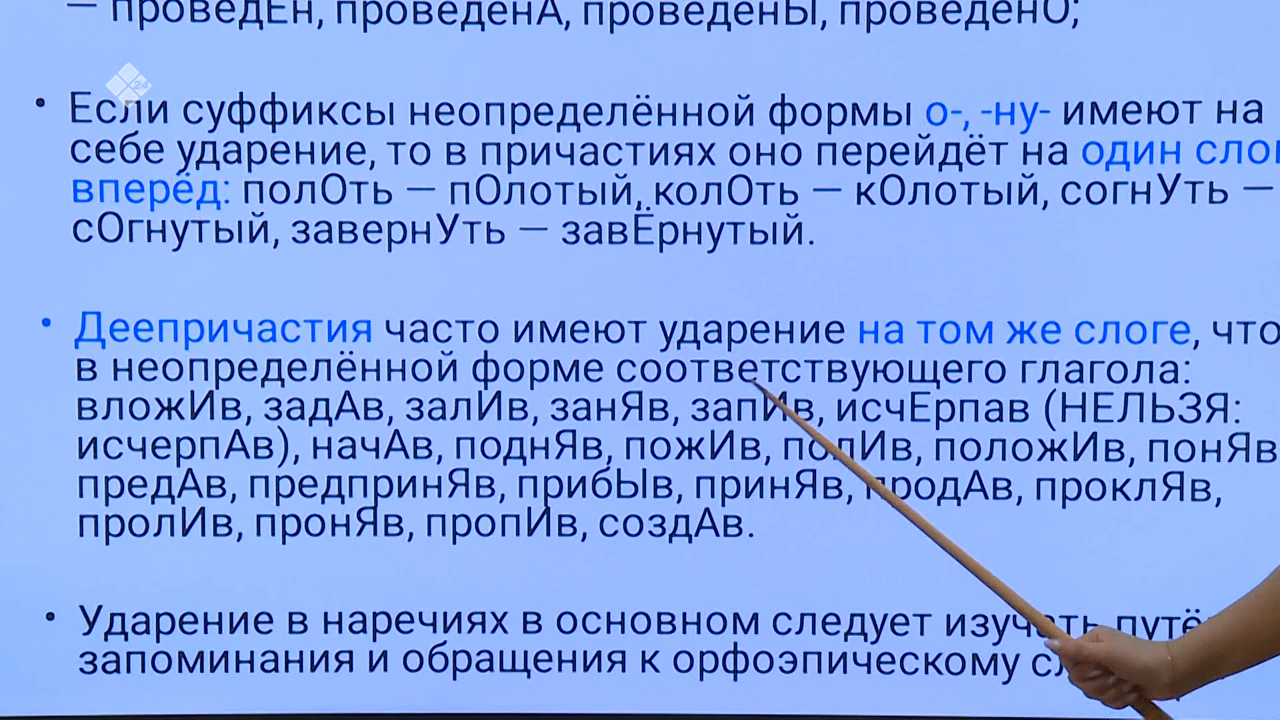 — проведЕн, проведенА, проведенЫ, проведенО;
• Если суффиксы неопределённой формы о-, -ну- имеют на
себе ударение, то в причастиях оно перейдёт на один
вперёд: полОть — пОлотый, колОть — кОлотый, согнУть —
сОгнутый, завернУть — завЁрнутый.
• Деепричастия часто имеют ударение на том же слоге, что
в неопределённой форме соответствующего глагола:
вложИв, задАв, залИв, занЯв, запИв, исчЕрпав (НЕЛЬЗЯ:
исчерпАв), начАв, поднЯв, пожИв, полИв, положИв, понЯв
предАв, предпринЯв, прибЫв, принЯв, продАв, проклЯв,
пролИв, пронЯв, пропИв, создАв.
• Ударение в наречиях в основном следует изучать
запоминания и обращения к орфоэпическому
24